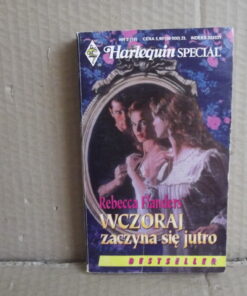 Harlequin SPECIAL
Rebecca Flanders
WCZORAJ
zaczyna się jutro
BESTSELLER